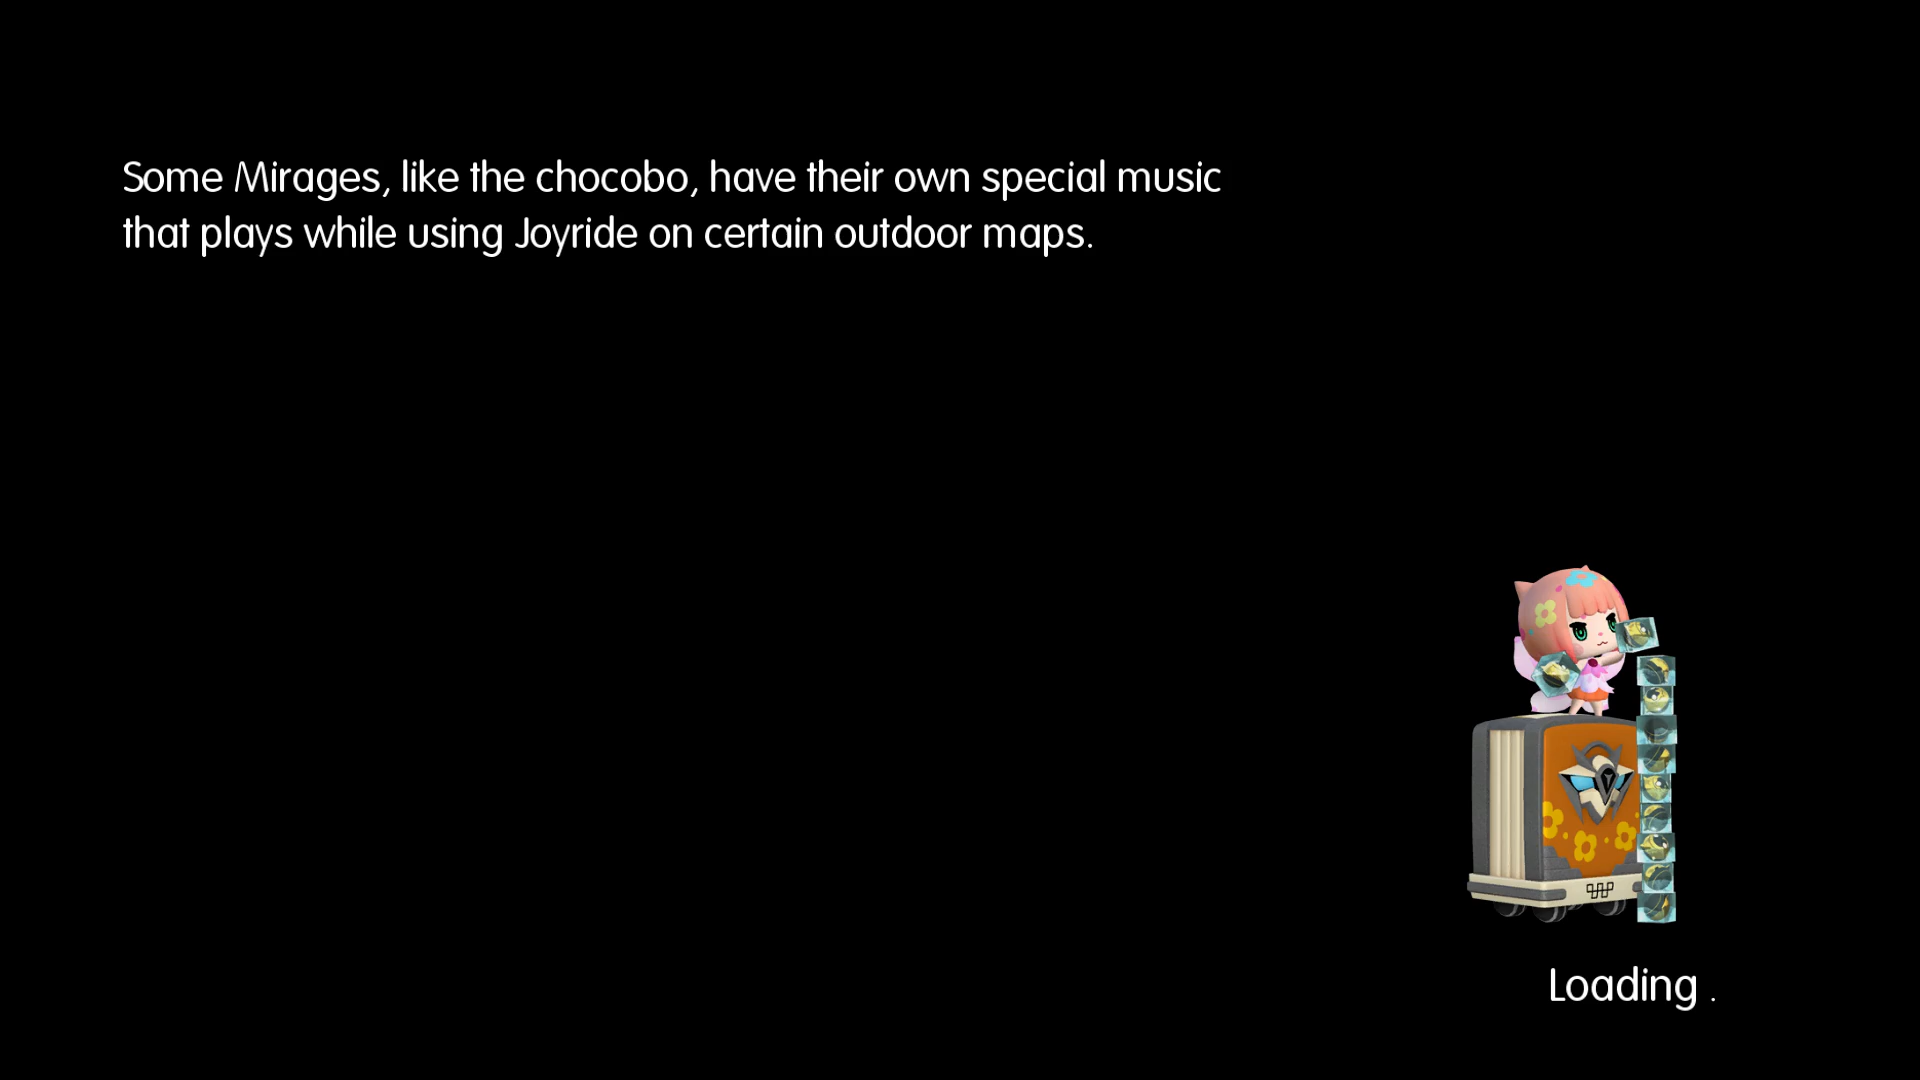 Some Mirages, like the chocobo, have their own special music
that plays while using Joyride on certain outdoor maps.
Loading .